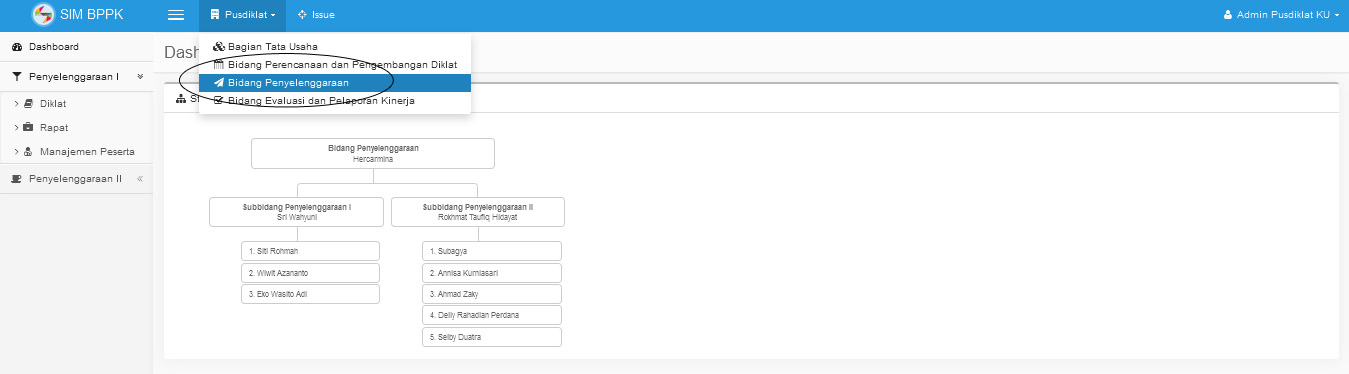 SIM BPPK
Pusdiklat
Issue
Admin Pusdiklat KU
Dashboard
Penyelenggaraan I
Diklat
Rapat
Manajemen Peserta
Penyelenggaraan II
Bagian Tata Usaha
Bidang Perencanaan dan Pengembangan Diklat
Bidang Penyelenggaraan
Bidang Evaluasi dan Pelaporan Kinerja
Bidang Penyelenggaraan
Hercarmina
Subbidang Penyelenggaraan I
Sri Wahyuni
1. Siti Rohmah
2. Wiwit Azananto
3. Eko Wasito Adi
Subbidang Penyelenggaraan II
Rokhmat Taufiq Hidayat
1. Subagya
2. Annisa Kurniasari
3. Ahmad Zaky
4. Delly Rahadian Perdana
5. Selby Duatra